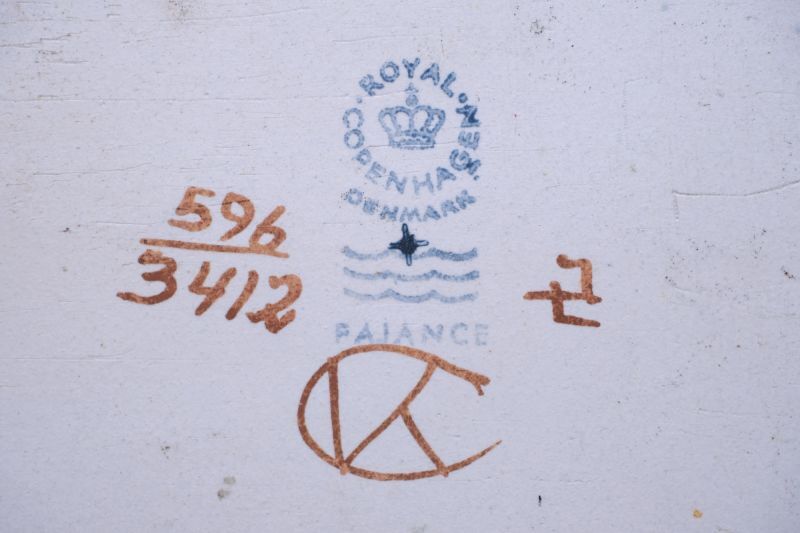 ROYAL
COPENHAGEN
DENMARK
FAJANCE
596
3412